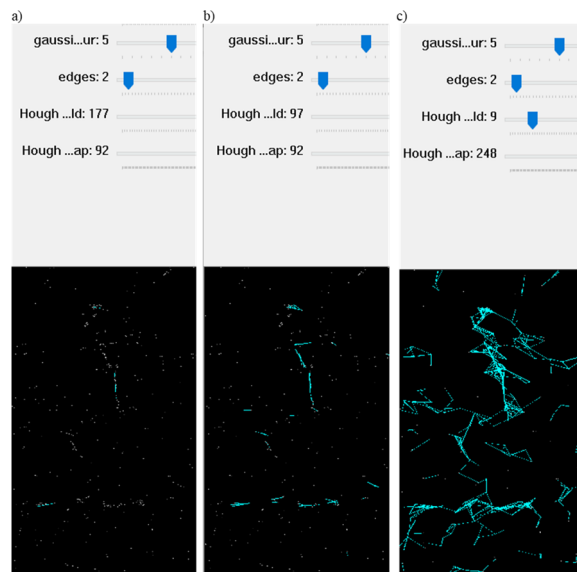 a)
gaussi...ur: 5
edges: 2
Hough ...ld: 177
Hough ...ap: 92
b)
gaussi...ur: 5
edges: 2
Hough ...ld: 97
Hough ...ap: 92
c)
gaussi...ur: 5
edges: 2
Hough ...ld: 9
Hough ...ap: 248